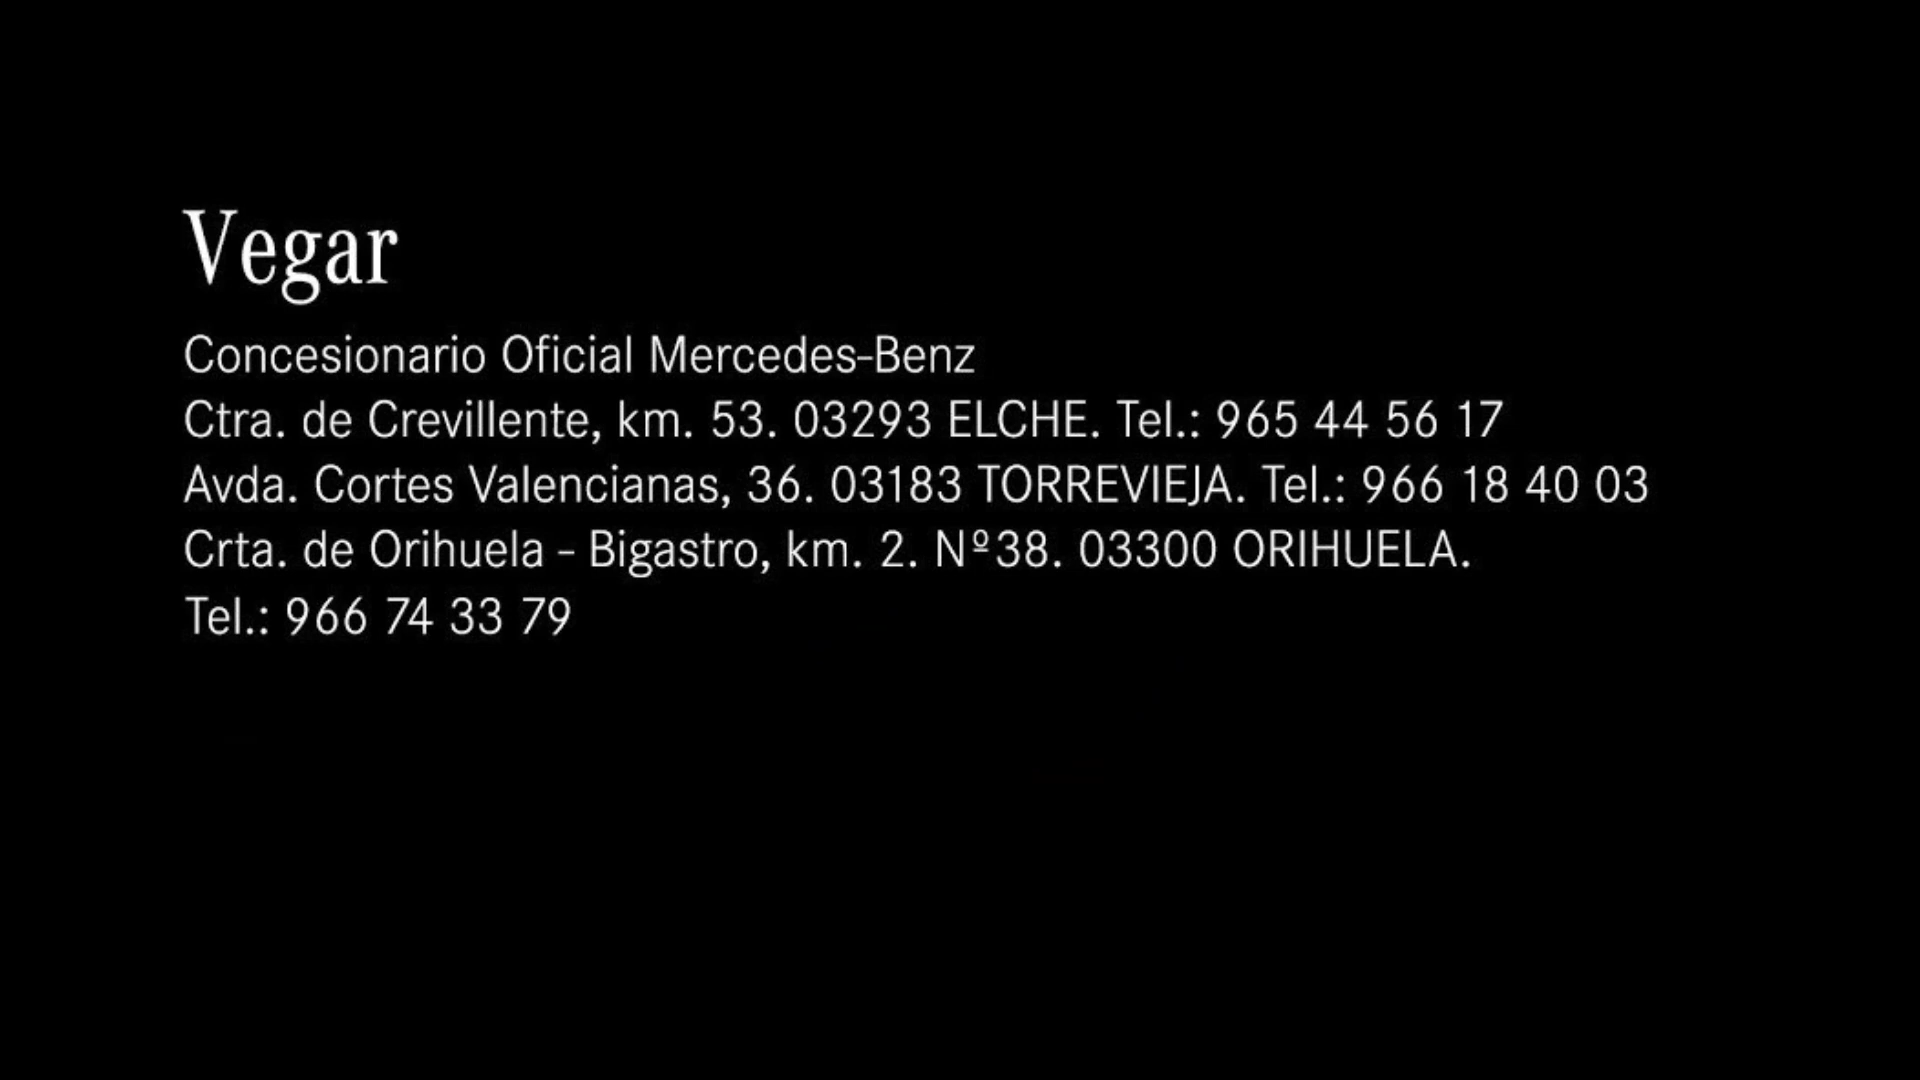 Vegar
Concesionario Oficial Mercedes-Benz
Ctra. de Crevillente, km. 53. 03293 ELCHE. Tel.: 965 44 56 17
Avda. Cortes Valencianas, 36. 03183 TORREVIEJA. Tel.: 966 18 40 03
Crta. de Orihuela - Bigastro, km. 2. Nº38. 03300 ORIHUELA.
Tel.: 966 74 33 79